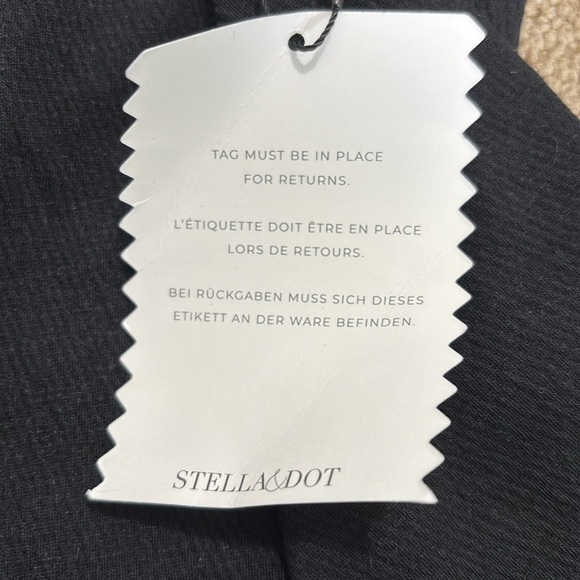 TAG MUST BE IN PLACE
FOR RETURNS.
L'ÉTIQUETTE DOIT ÊTRE EN PLACE
LORS DE RETOURS.
BEI RÜCKGABEN MUSS SICH DIESES
ETIKETT AN DER WARE BEFINDEN.
STELLA&DOT